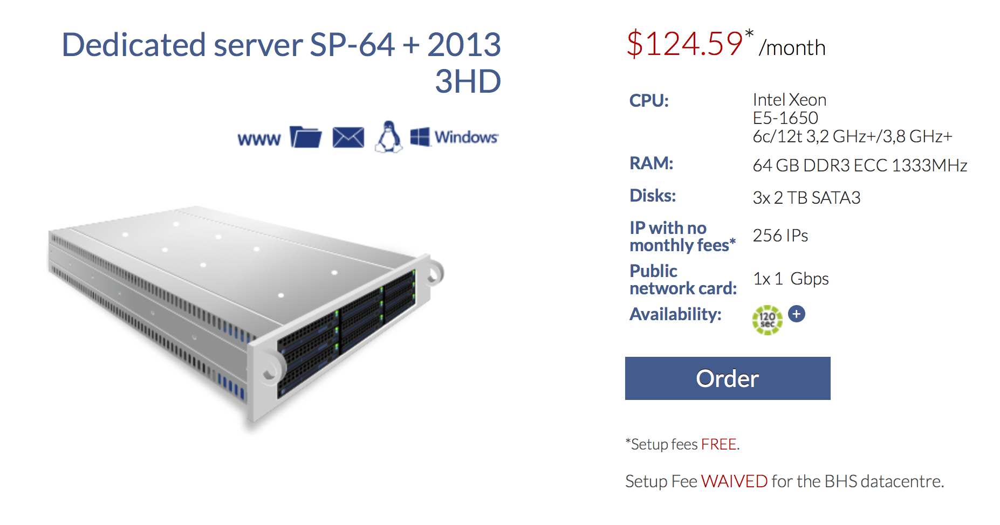 Dedicated server SP-64 + 2013
3HD
www
Windows
$124.59* /month
CPU:
Intel Xeon
E5-1650
6c/12t 3,2 GHz+/3,8 GHz+
RAM:
64 GB DDR3 ECC 1333MHz
Disks:
3x 2 TB SATA3
IP with no
monthly fees*
256 IPs
Public
network card:
1x 1 Gbps
Availability:
120
sec
+
Order
*Setup fees FREE.
Setup Fee WAIVED for the BHS datacentre.